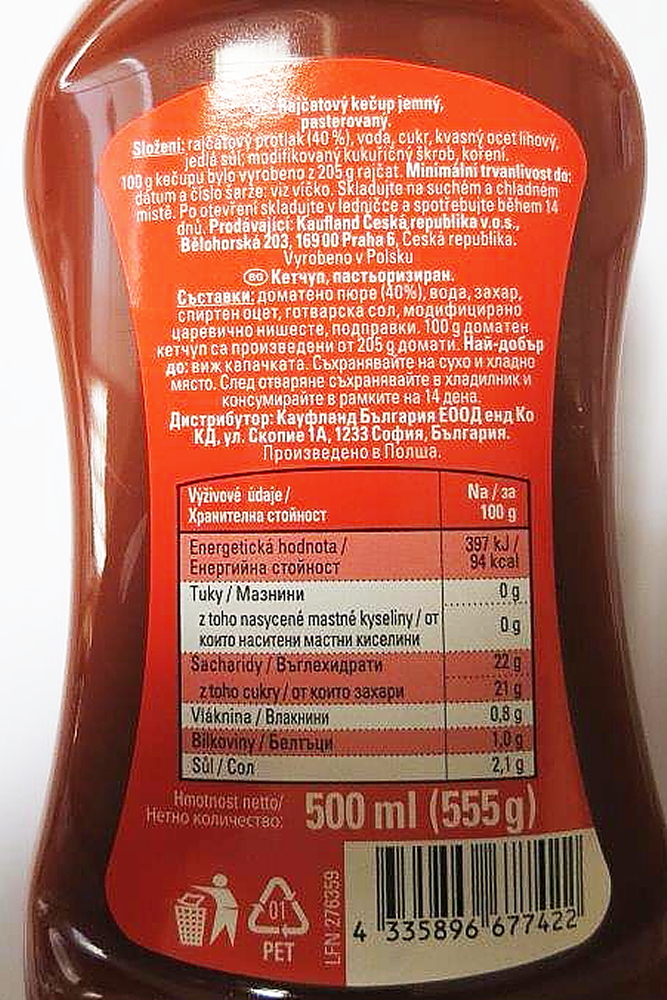 Rajčatový kečup jemný,
pasterovaný.
Složení: rajčatový protlak (40 %), voda, cukr, kvasný ocet lihový,
jedlá sůl, modifikovaný kukuřičný škrob, koření.
100 g kečupu bylo vyrobeno z 205 g rajčat. Minimální trvanlivost do:
datum a číslo šarže: viz víčko. Skladujte na suchém a chladném
místě. Po otevření skladujte v ledničce a spotřebujte během 14
dnů. Prodávající: Kaufland Česká republika v.o.s.,
Bělohorská 203, 169 00 Praha 6, Česká republika.
Vyrobeno v Polsku
BG Кетчуп, пастьоризиран.
Съставки: доматено пюре (40%), вода, захар,
спиртен оцет, готварска сол, модифицирано
царевично нишесте, подправки. 100 g доматен
кетчуп са произведени от 205 g домати. Най-добър
до: виж капачката. Съхранявайте на сухо и хладно
място. След отваряне съхранявайте в хладилник и
консумирайте в рамките на 14 дена.
Дистрибутор: Кауфланд България ЕООД енд Ко
КД, ул. Скопие 1А, 1233 София, България.
Произведено в Полша.
Výživové údaje / Na / за
Хранителна стойност 100 g
Energetická hodnota / 397 kJ /
Енергийна стойност 94 kcal
Tuky / Мазнини 0 g
z toho nasycené mastné kyseliny / от
които наситени мастни киселини 0 g
Sacharidy / Въглехидрати 22 g
z toho cukry / от които захари 21 g
Vláknina / Влакнини 0,8 g
Bílkoviny / Белтъци 1,0 g
Sůl / Сол 2,1 g
Hmotnost netto/
Нетно количество: 500 ml (555 g)
01
PET
LFN 276359
4 335896 677422